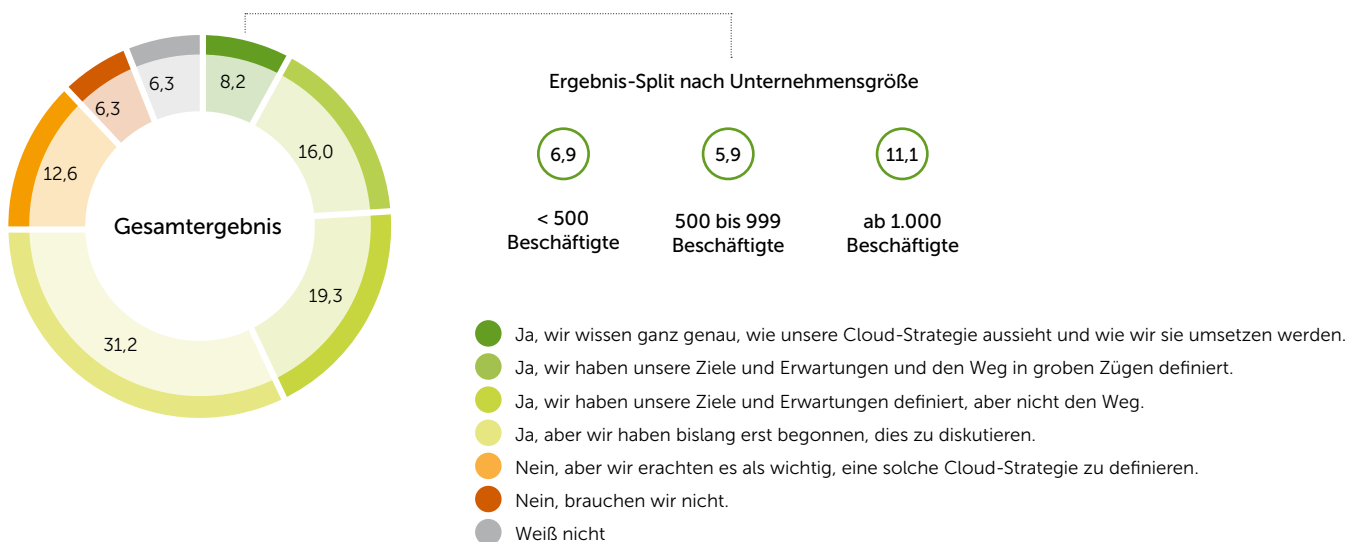 8,2
16,0
19,3
31,2
12,6
6,3
6,3
Gesamtergebnis
Ergebnis-Split nach Unternehmensgröße
6,9
5,9
11,1
< 500
Beschäftigte
500 bis 999
Beschäftigte
ab 1.000
Beschäftigte
Ja, wir wissen ganz genau, wie unsere Cloud-Strategie aussieht und wie wir sie umsetzen werden.
Ja, wir haben unsere Ziele und Erwartungen und den Weg in groben Zügen definiert.
Ja, wir haben unsere Ziele und Erwartungen definiert, aber nicht den Weg.
Ja, aber wir haben bislang erst begonnen, dies zu diskutieren.
Nein, aber wir erachten es als wichtig, eine solche Cloud-Strategie zu definieren.
Nein, brauchen wir nicht.
Weiß nicht